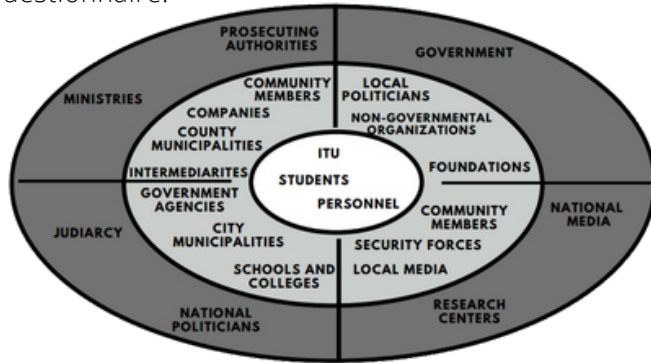 PROSECUTING
AUTHORITIES
GOVERNMENT
MINISTRIES
COMMUNITY
MEMBERS
LOCAL
POLITICIANS
COMPANIES
NON-GOVERNMENTAL
ORGANIZATIONS
COUNTY
MUNICIPALITIES
ITU
INTERMEDIARITES
FOUNDATIONS
STUDENTS
GOVERNMENT
AGENCIES
PERSONNEL
COMMUNITY
MEMBERS
NATIONAL
MEDIA
JUDIARCY
CITY
MUNICIPALITIES
SECURITY FORCES
SCHOOLS AND
COLLEGES
LOCAL MEDIA
NATIONAL
POLITICIANS
RESEARCH
CENTERS